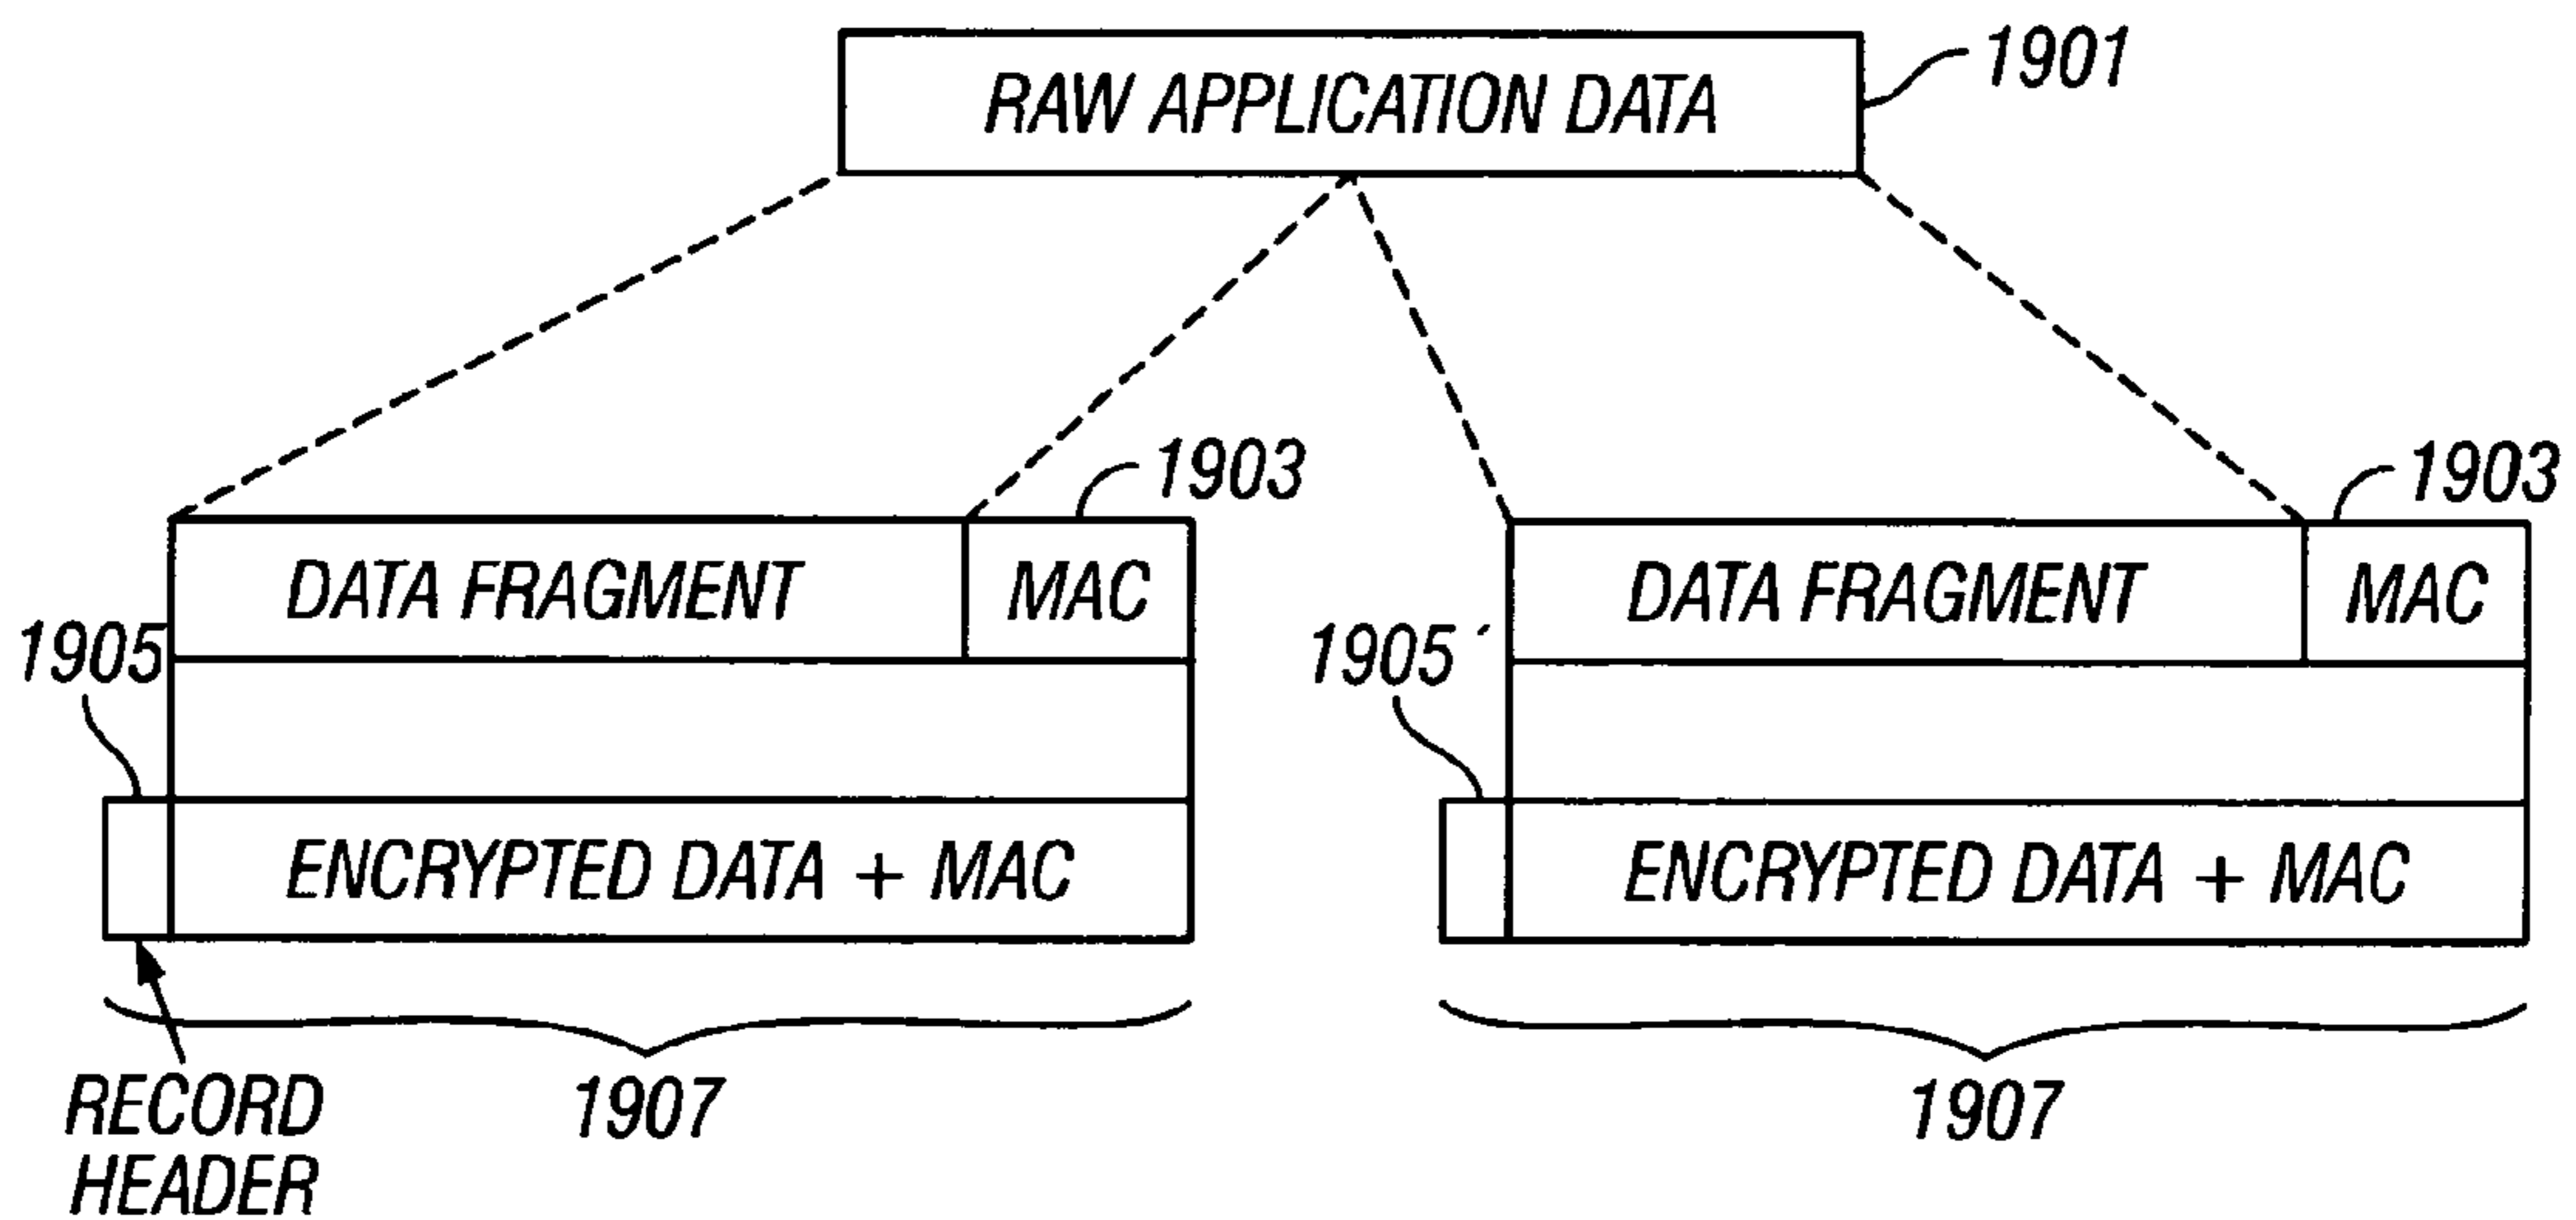 RAW APPLICATION DATA
1901
1903
1903
DATA FRAGMENT
MAC
DATA FRAGMENT
MAC
1905
1905´
ENCRYPTED DATA + MAC
ENCRYPTED DATA + MAC
RECORD
HEADER
1907
1907